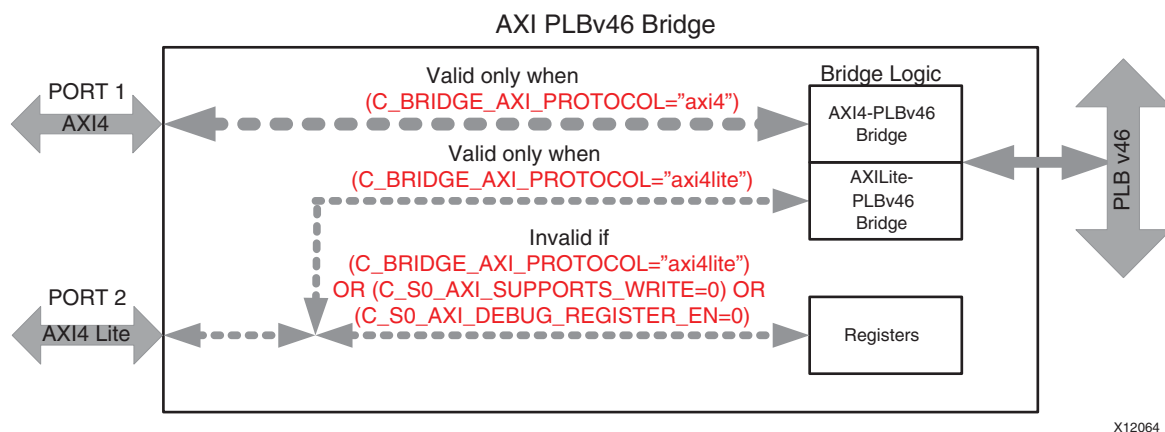 AXI PLBv46 Bridge
PORT 1
AXI4
Valid only when
(C_BRIDGE_AXI_PROTOCOL=”axi4”)
Bridge Logic
AXI4-PLBv46
Bridge
Valid only when
(C_BRIDGE_AXI_PROTOCOL=”axi4lite”)
AXILite-
PLBv46
Bridge
PLB v46
Invalid if
(C_BRIDGE_AXI_PROTOCOL=”axi4lite”)
OR (C_S0_AXI_SUPPORTS_WRITE=0) OR
(C_S0_AXI_DEBUG_REGISTER_EN=0)
PORT 2
AXI4 Lite
Registers
X12064